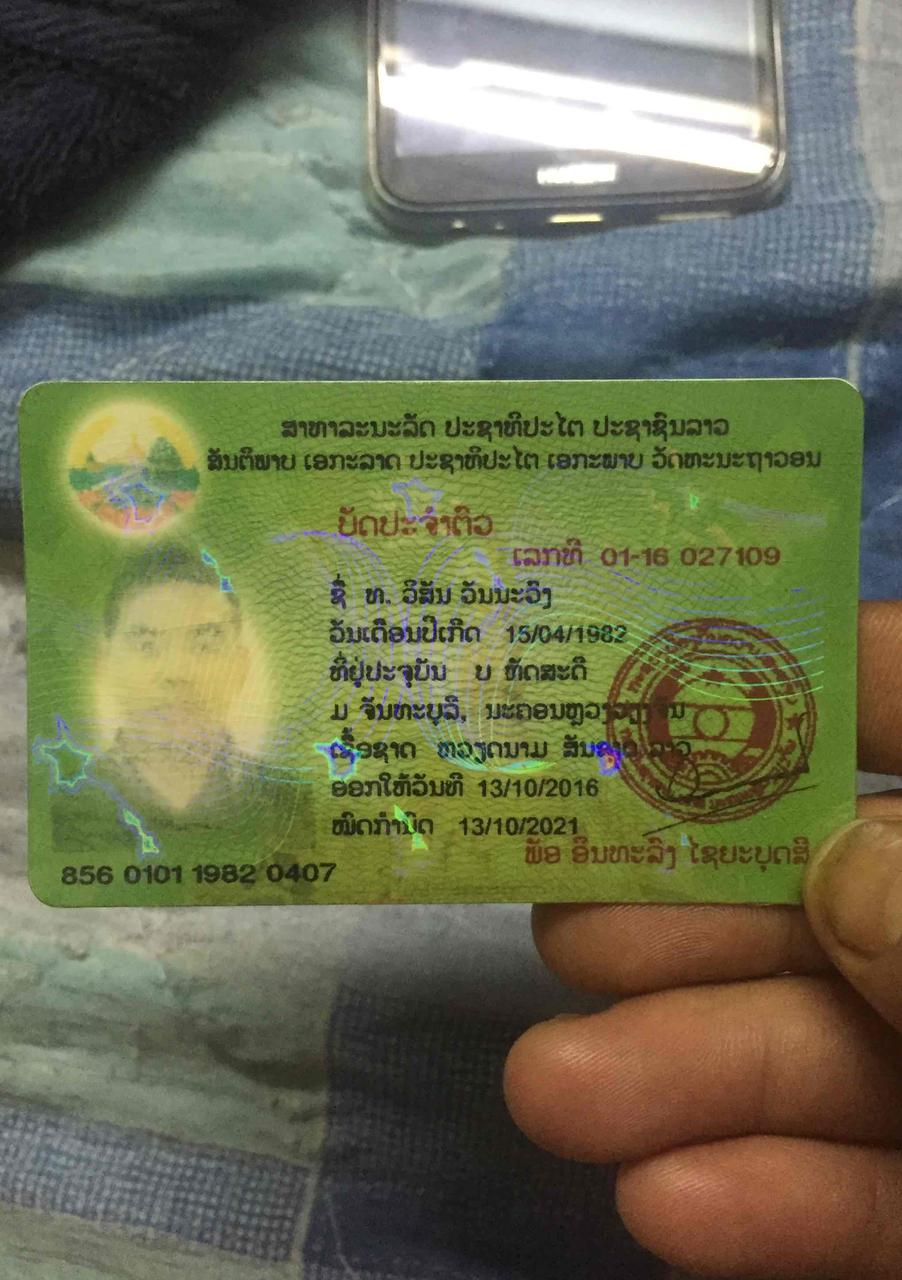 ສາທາລະນະລັດ ປະຊາທິປະໄຕ ປະຊາຊົນລາວ
ສັນຕິພາບ ເອກະລາດ ປະຊາທິປະໄຕ ເອກະພາບ ວັດທະນະຖາວອນ
ບັດປະຈຳຕົວ
ເລກທີ 01-16 027109
ຊື່ ທ. ວິສັນ ວັນນະວົງ
ວັນເດືອນປີເກີດ 15/04/1982
ທີ່ຢູ່ປະຈຸບັນ ບ ຫັດສະດີ
ມ ຈັນທະບູລີ, ນະຄອນຫຼວງວຽງຈັນ
ເຊື້ອຊາດ ຫວຽດນາມ ສັນຊາດ ລາວ
ອອກໃຫ້ວັນທີ 13/10/2016
ໝົດກຳນົດ 13/10/2021
ພັອ ອິນທະລົງ ໄຊຍະບຸດສີ
856 0101 1982 0407